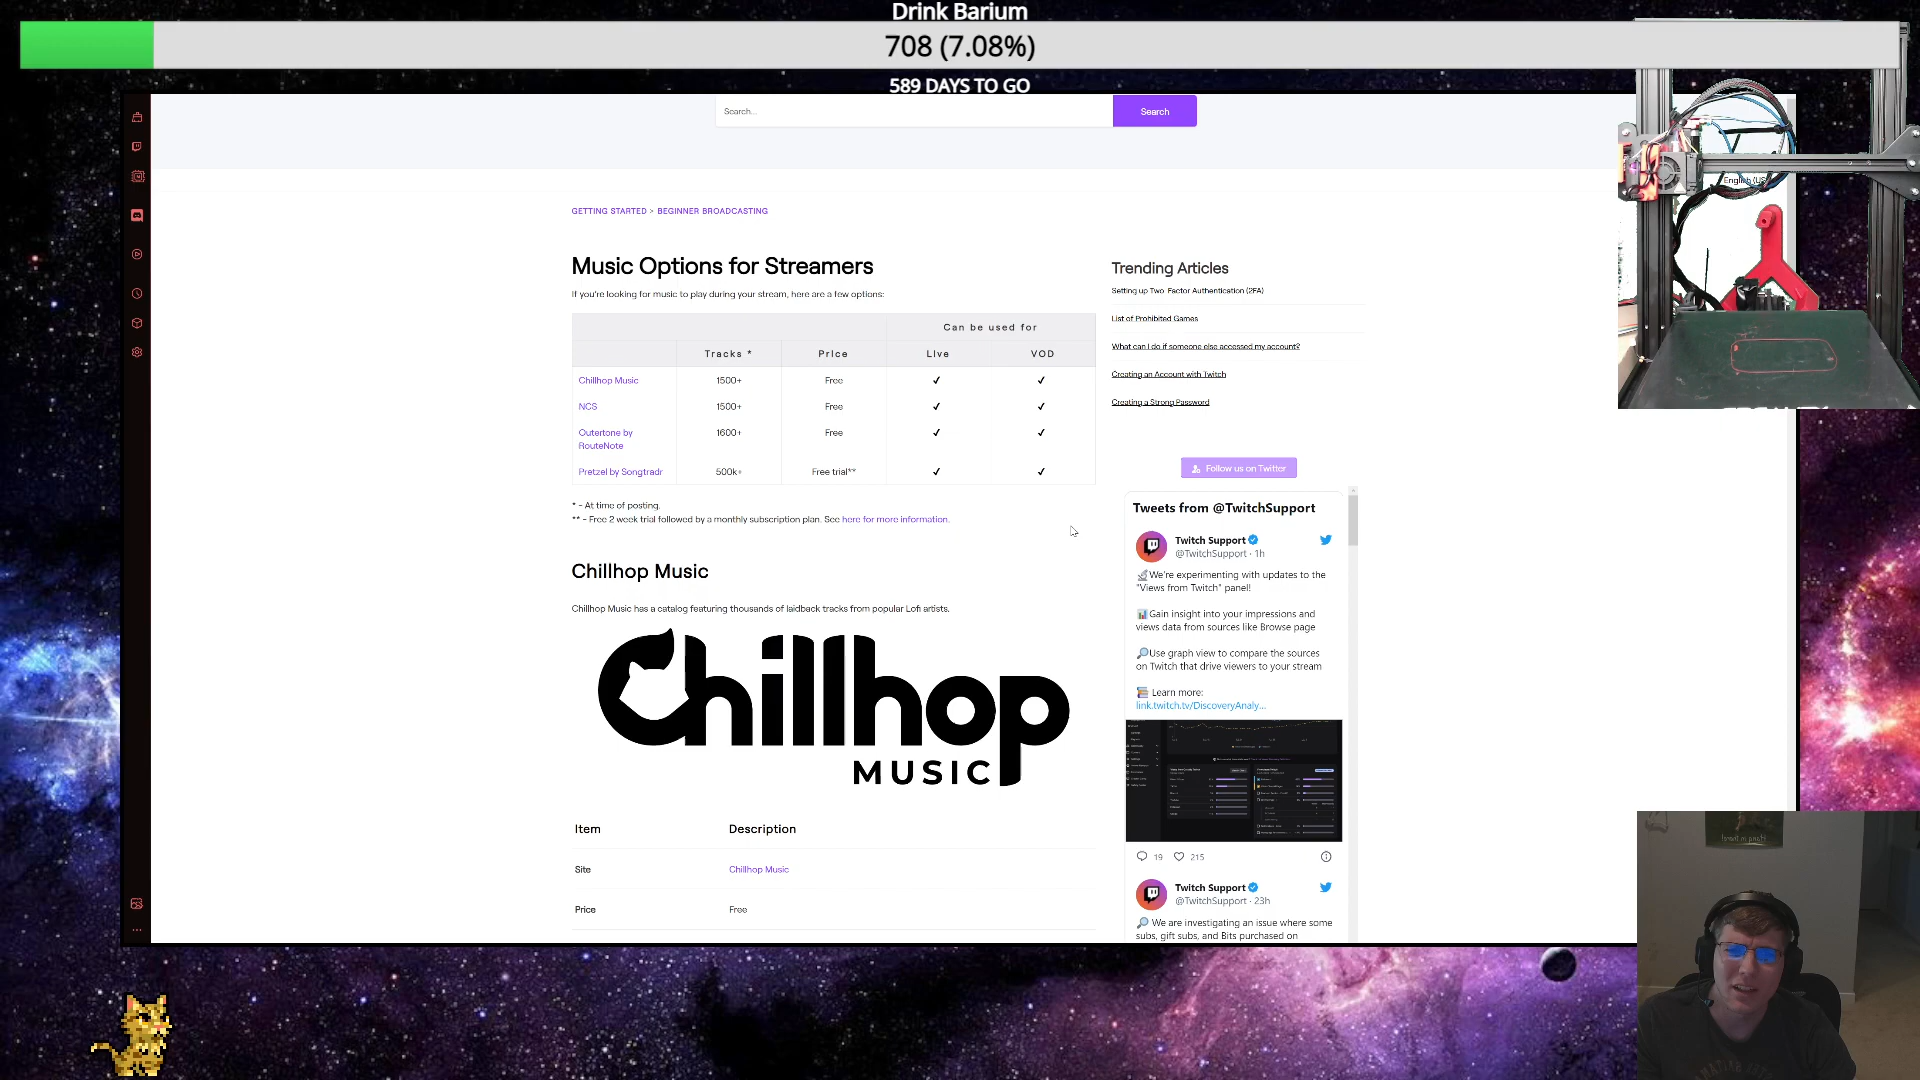 Drink Barium
708 (7.08%)
589 DAYS TO GO
Search...
Search
English (US
GETTING STARTED > BEGINNER BROADCASTING
Music Options for Streamers
If you're looking for music to play during your stream, here are a few options:
Can be used for
Tracks * Price Live VOD
Chillhop Music 1500+ Free ✓ ✓
NCS 1500+ Free ✓ ✓
Outertone by RouteNote 1600+ Free ✓ ✓
Pretzel by Songtradr 500k+ Free trial** ✓ ✓
* - At time of posting.
** - Free 2 week trial followed by a monthly subscription plan. See here for more information.
Chillhop Music
Chillhop Music has a catalog featuring thousands of laidback tracks from popular Lofi artists.
Chillhop
MUSIC
Item Description
Site Chillhop Music
Price Free
Trending Articles
Setting up Two Factor Authentication (2FA)
List of Prohibited Games
What can I do if someone else accessed my account?
Creating an Account with Twitch
Creating a Strong Password
Follow us on Twitter
Tweets from @TwitchSupport
Twitch Support
@TwitchSupport · 1h
We're experimenting with updates to the
"Views from Twitch" panel!
Gain insight into your impressions and
views data from sources like Browse page
Use graph view to compare the sources
on Twitch that drive viewers to your stream
Learn more:
link.twitch.tv/DiscoveryAnaly...
19 215
Twitch Support
@TwitchSupport · 23h
We are investigating an issue where some
subs, gift subs, and Bits purchased on